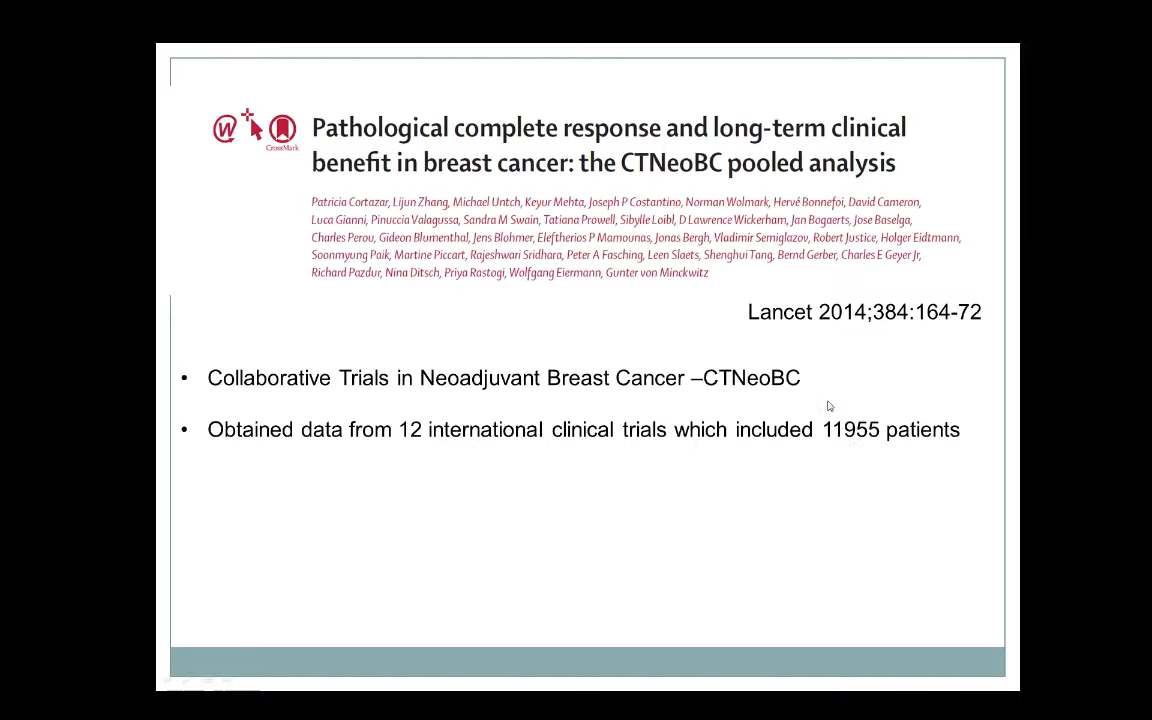 W
CrossMark
Pathological complete response and long-term clinical
benefit in breast cancer: the CTNeoBC pooled analysis
Patricia Cortazar, Lijun Zhang, Michael Untch, Keyur Mehta, Joseph P Costantino, Norman Wolmark, Hervé Bonnefoi, David Cameron,
Luca Gianni, Pinuccia Valagussa, Sandra M Swain, Tatiana Prowell, Sibylle Loibl, D Lawrence Wickerham, Jan Bogaerts, Jose Baselga,
Charles Perou, Gideon Blumenthal, Jens Blohmer, Eleftherios P Mamounas, Jonas Bergh, Vladimir Semiglazov, Robert Justice, Holger Eidtmann,
Soonmyung Paik, Martine Piccart, Rajeshwari Sridhara, Peter A Fasching, Leen Slaets, Shenghui Tang, Bernd Gerber, Charles E Geyer Jr,
Richard Pazdur, Nina Ditsch, Priya Rastogi, Wolfgang Eiermann, Gunter von Minckwitz
Lancet 2014;384:164-72
• Collaborative Trials in Neoadjuvant Breast Cancer –CTNeoBC
• Obtained data from 12 international clinical trials which included 11955 patients